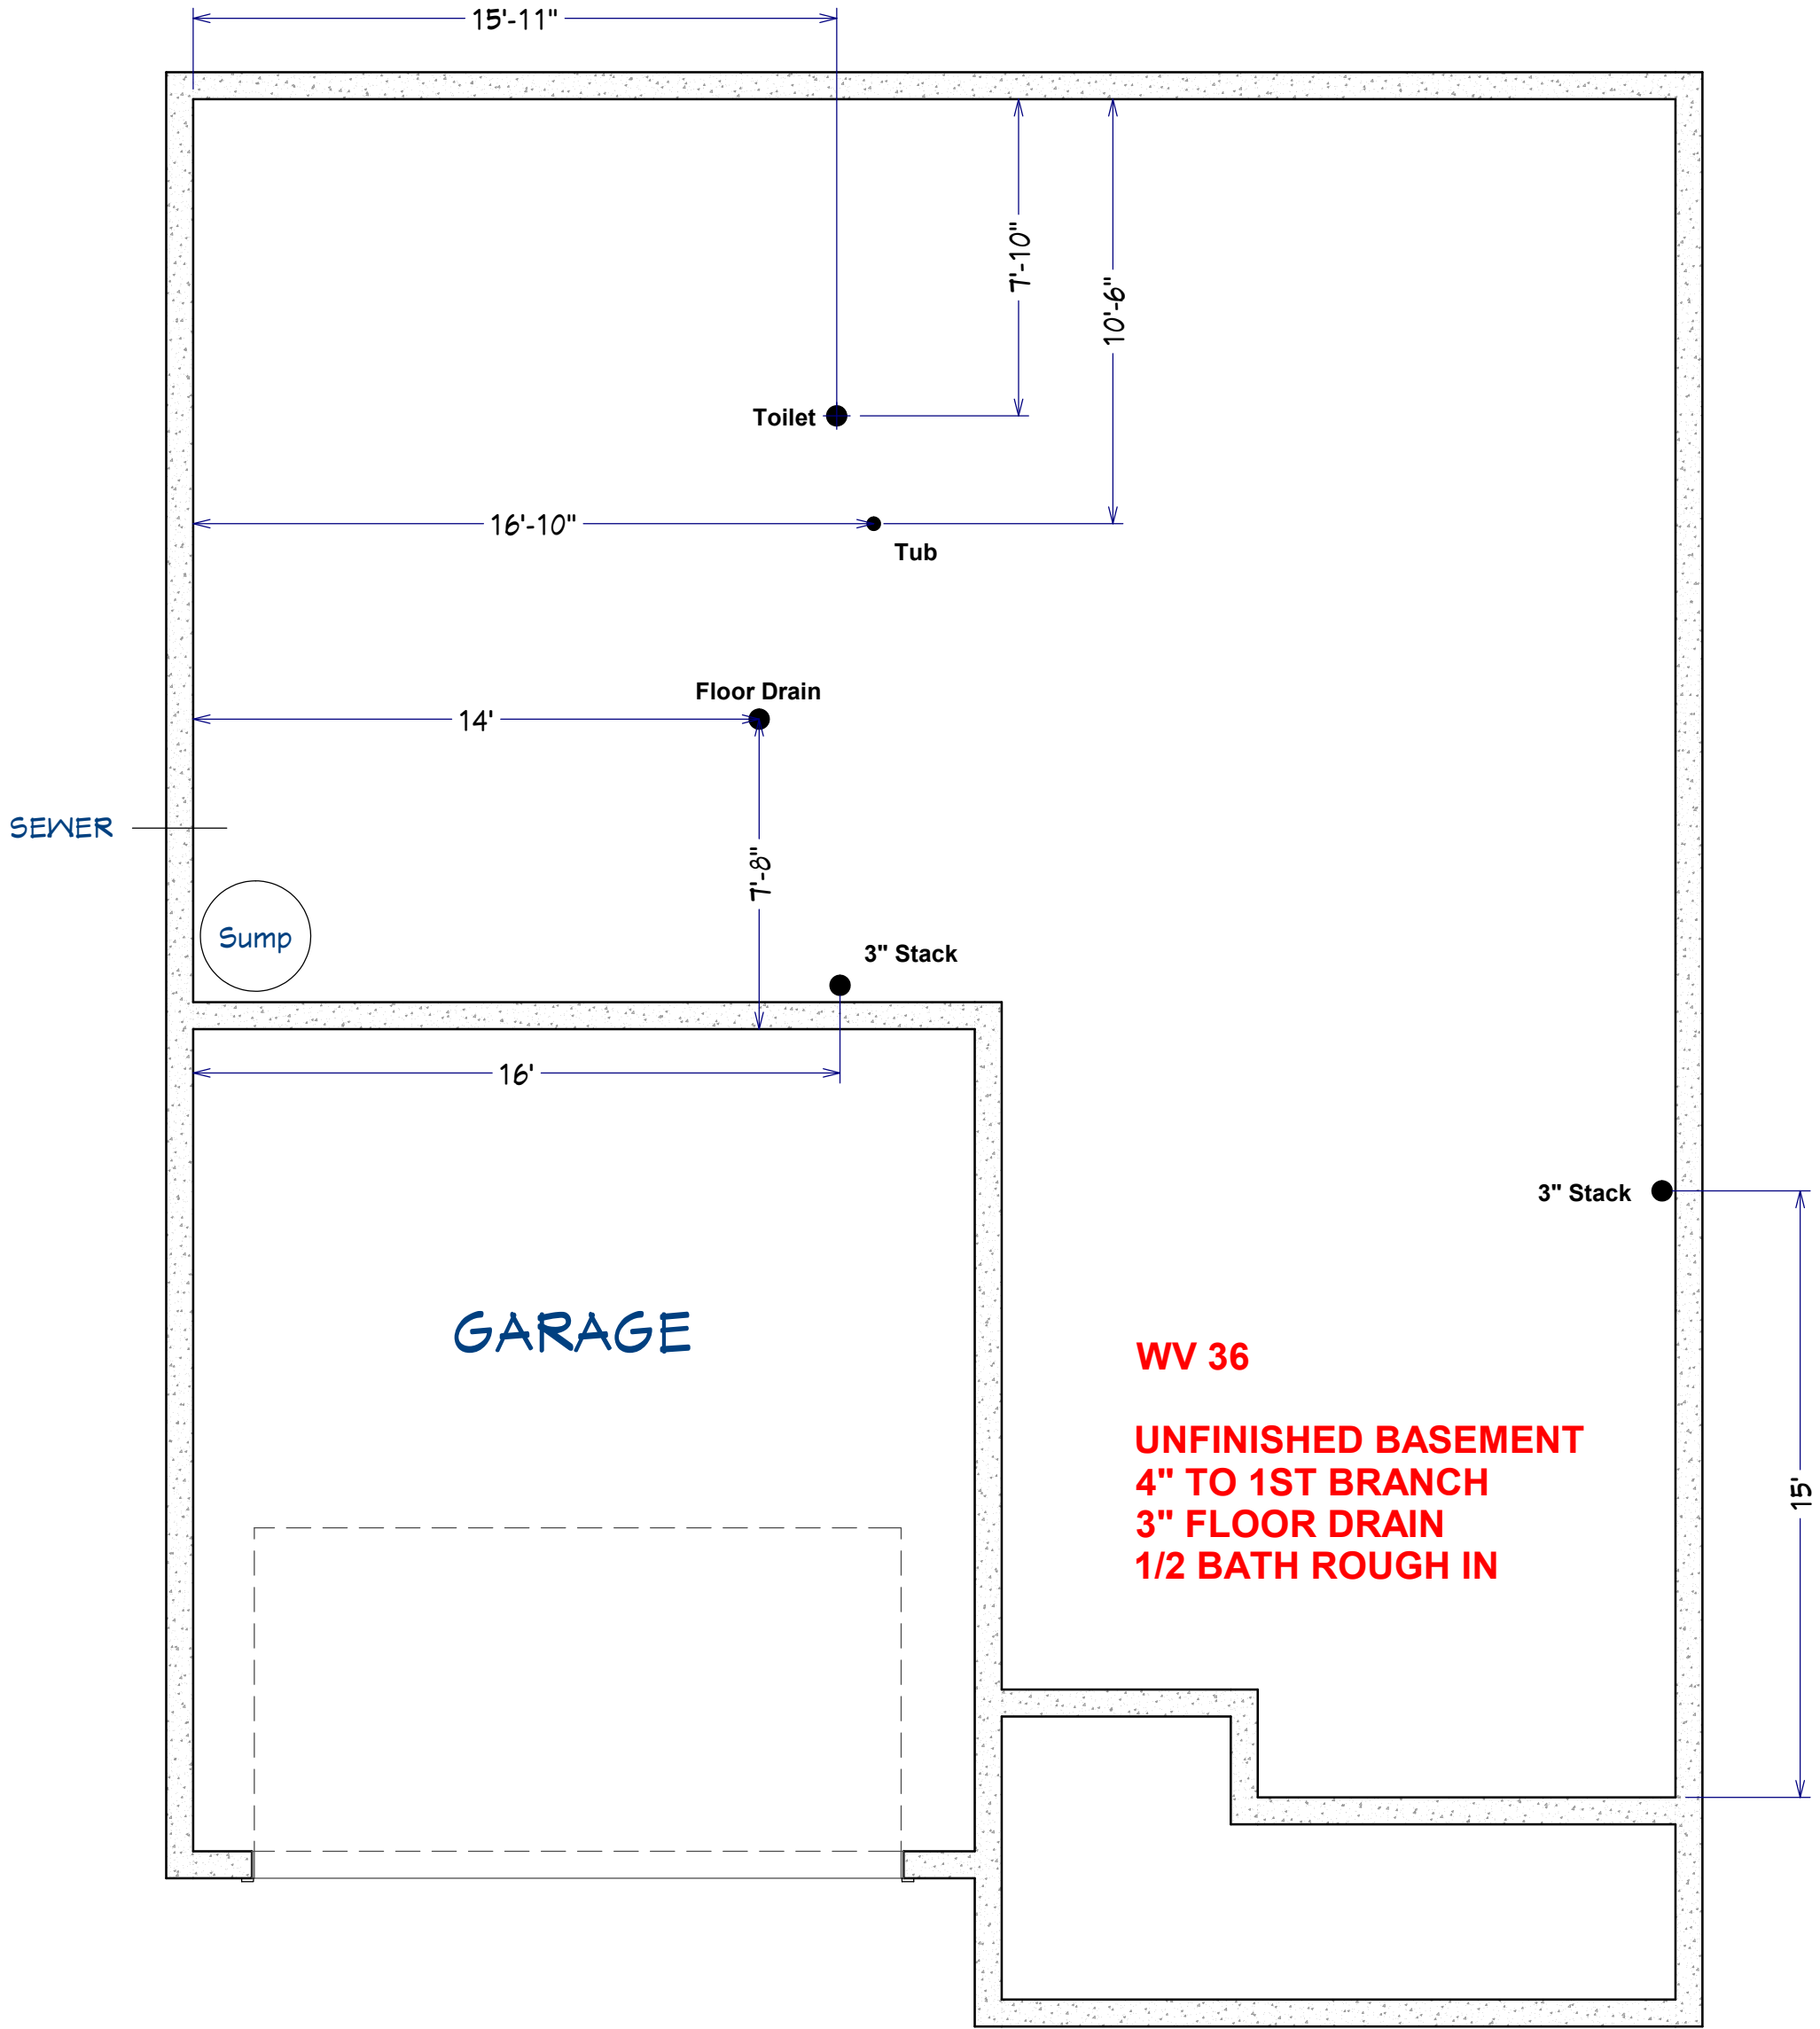 15'-11"
7'-10"
10'-6"
Toilet
16'-10"
Tub
Floor Drain
14'
SEWER
7'-8"
Sump
3" Stack
16'
3" Stack
GARAGE
WV 36
UNFINISHED BASEMENT
4" TO 1ST BRANCH
3" FLOOR DRAIN
1/2 BATH ROUGH IN
15'